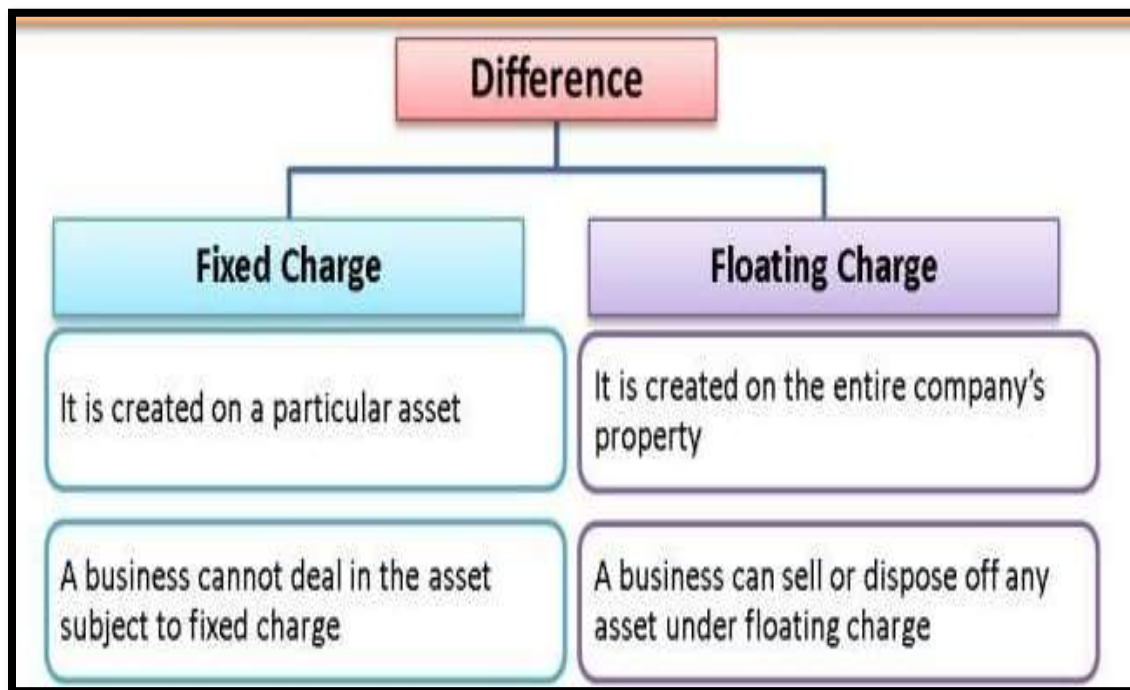 Difference
Fixed Charge
Floating Charge
It is created on a particular asset
It is created on the entire company’s
property
A business cannot deal in the asset
subject to fixed charge
A business can sell or dispose off any
asset under floating charge